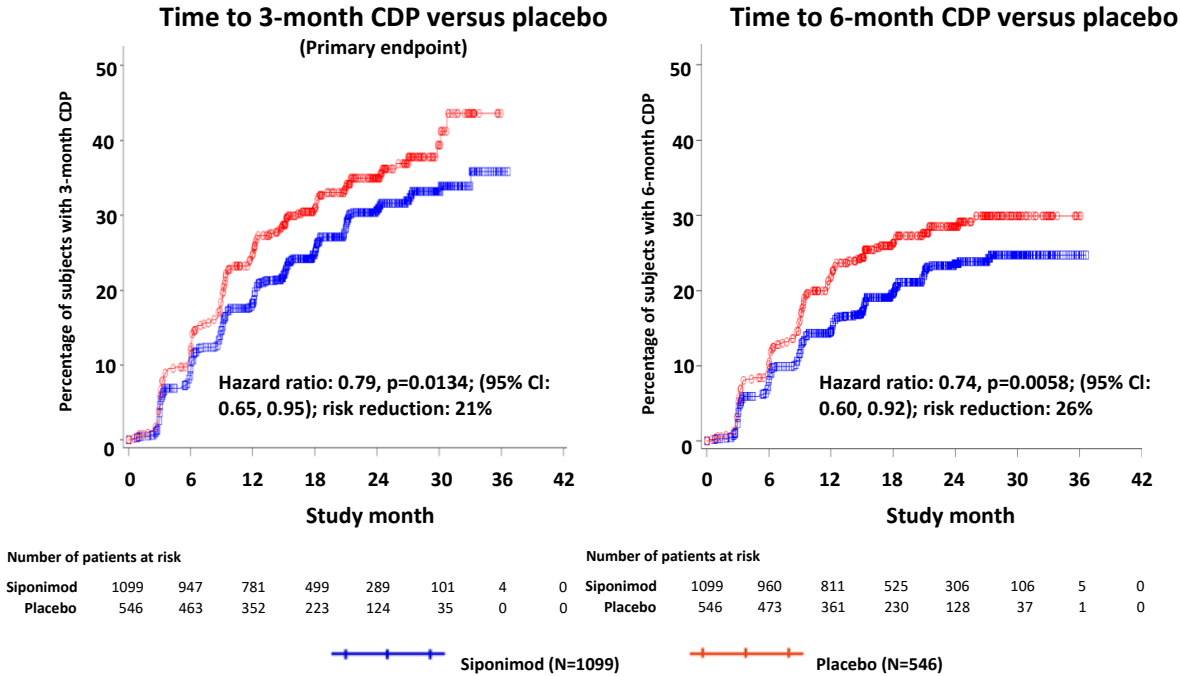 Time to 3-month CDP versus placebo
(Primary endpoint)
Percentage of subjects with 3-month CDP
50
40
30
20
10
0
Hazard ratio: 0.79, p=0.0134; (95% CI:
0.65, 0.95); risk reduction: 21%
0 6 12 18 24 30 36 42
Study month
Number of patients at risk
Siponimod 1099 947 781 499 289 101 4 0
Placebo 546 463 352 223 124 35 0 0
Time to 6-month CDP versus placebo
Percentage of subjects with 6-month CDP
50
40
30
20
10
0
Hazard ratio: 0.74, p=0.0058; (95% CI:
0.60, 0.92); risk reduction: 26%
0 6 12 18 24 30 36 42
Study month
Number of patients at risk
Siponimod 1099 960 811 525 306 106 5 0
Placebo 546 473 361 230 128 37 1 0
Siponimod (N=1099)
Placebo (N=546)